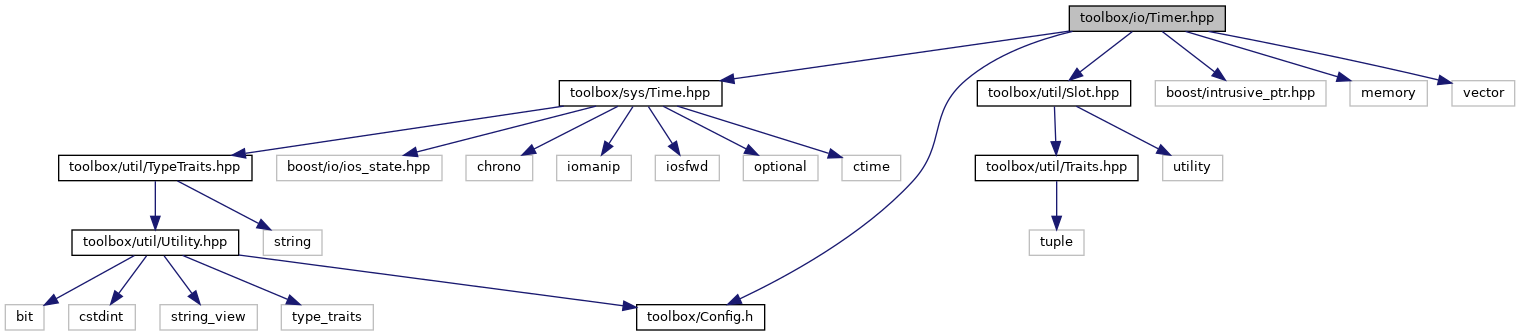 toolbox/io/Timer.hpp
toolbox/sys/Time.hpp
toolbox/util/Slot.hpp
boost/intrusive_ptr.hpp
memory
vector
toolbox/util/TypeTraits.hpp
boost/io/ios_state.hpp
chrono
iomanip
iosfwd
optional
ctime
toolbox/util/Traits.hpp
utility
toolbox/util/Utility.hpp
string
tuple
bit
cstdint
string_view
type_traits
toolbox/Config.h